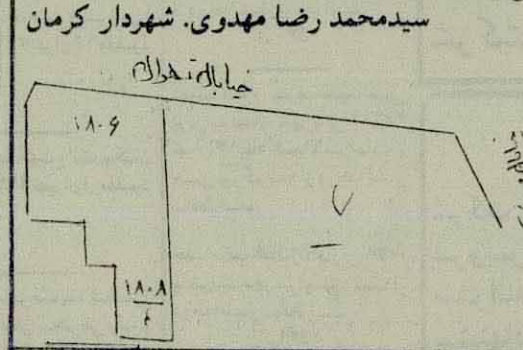 سیدمحمد رضا مهدوی. شهردار کرمان
خیابان تهران
۱۸۰۶
۷
۱۸۰۸